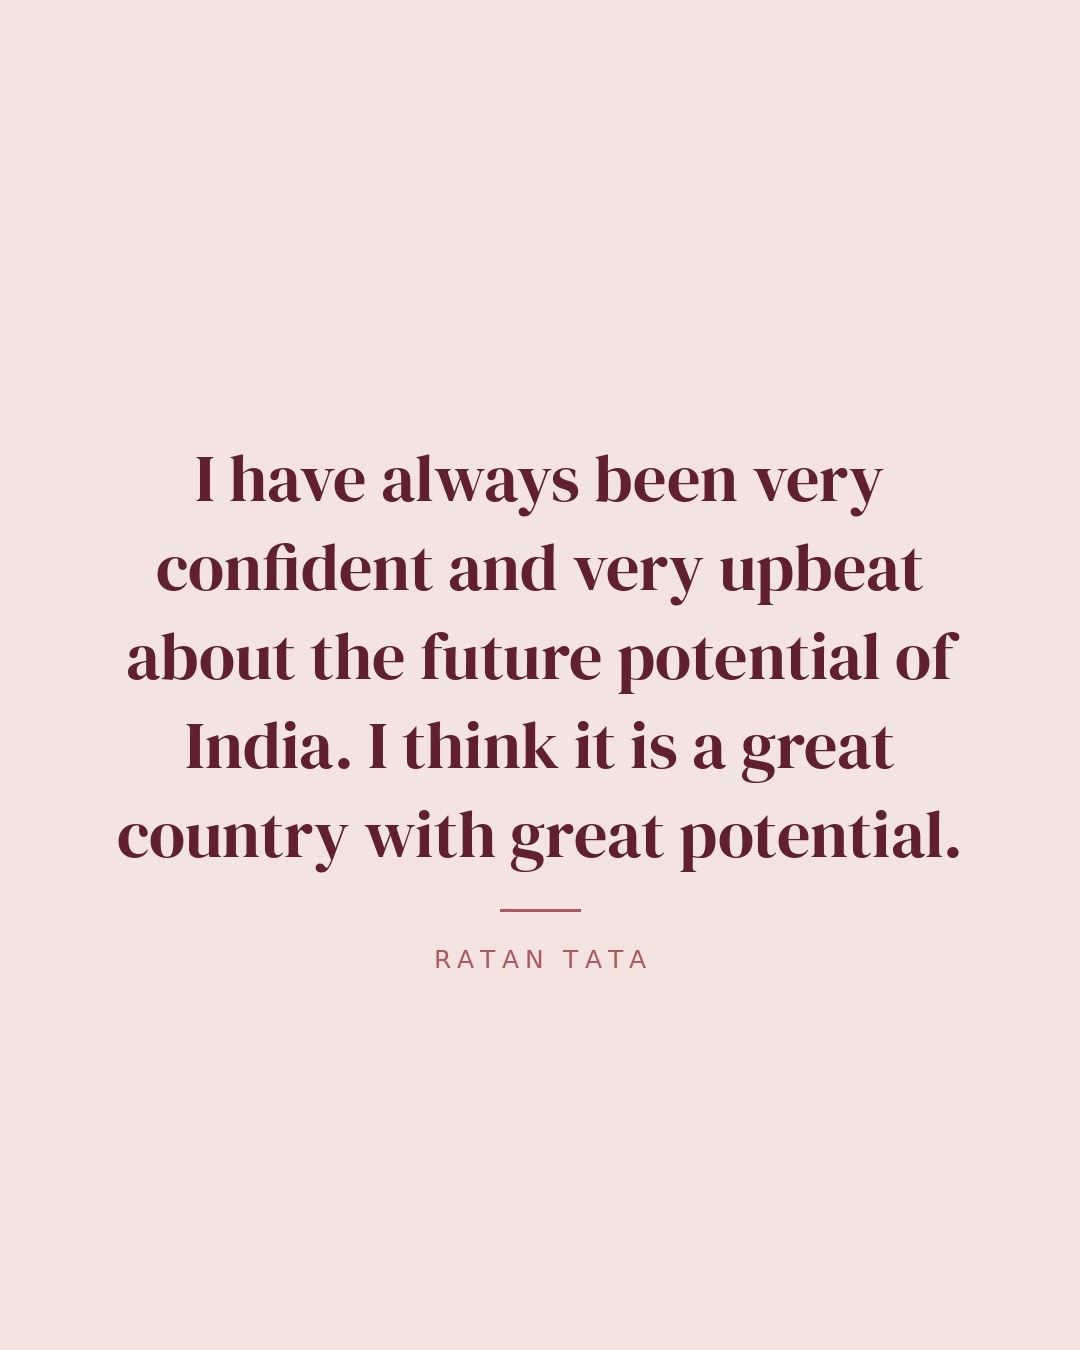 I have always been very
confident and very upbeat
about the future potential of
India. I think it is a great
country with great potential.
RATAN TATA